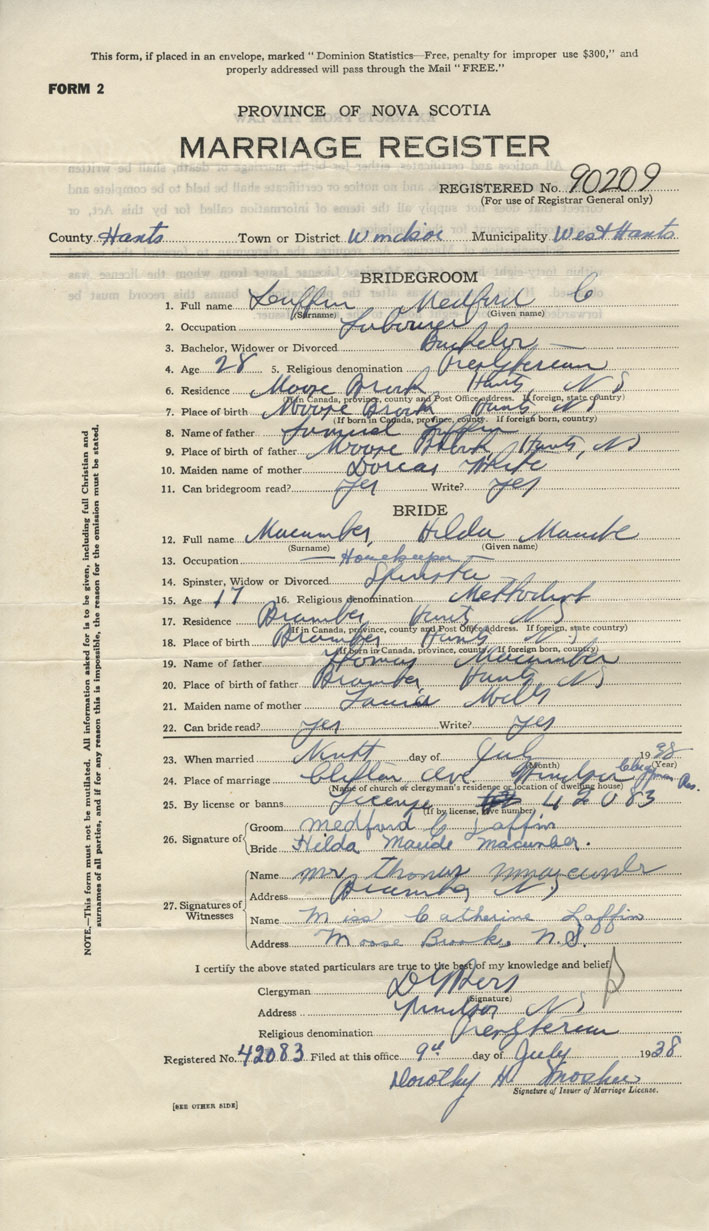 This form, if placed in an envelope, marked "Dominion Statistics—Free, penalty for improper use $300," and
properly addressed will pass through the Mail "FREE."
FORM 2
PROVINCE OF NOVA SCOTIA
MARRIAGE REGISTER
REGISTERED No. 90209
(For use of Registrar General only)
County Hants Town or District Windsor Municipality West Hants
BRIDEGROOM
1. Full name Laffin Medford C
(Surname) (Given name)
2. Occupation Labourer
3. Bachelor, Widower or Divorced Bachelor
4. Age 28 5. Religious denomination Presbyterian
6. Residence Moose Brook Hants, N S
(If in Canada, province, county and Post Office address. If foreign, state country)
7. Place of birth Moose Brook Hants N S
(If born in Canada, province, county. If foreign born, country)
8. Name of father Laffin
9. Place of birth of father Moose Brook Hants, N S
10. Maiden name of mother Dorcas
11. Can bridegroom read? Yes Write? Yes
BRIDE
12. Full name Macumber, Hilda Maude
(Surname) (Given name)
13. Occupation Housekeeper
14. Spinster, Widow or Divorced Spinster
15. Age 17 16. Religious denomination Methodist
17. Residence Hants N S
(If in Canada, province, county and Post Office address. If foreign, state country)
18. Place of birth Hants N S
(If born in Canada, province, county. If foreign born, country)
19. Name of father Thomas Macumber
20. Place of birth of father Hants N S
21. Maiden name of mother Mills
22. Can bride read? Yes Write? Yes
23. When married Ninth day of July 1938
(Month) (Year)
24. Place of marriage Clifton Ave. Windsor Clergyman Res.
(Name of church or clergyman's residence or location of dwelling house)
25. By license or banns License 42083
(If by license, give number)
26. Signature of
Groom Medford C Laffin
Bride Hilda Maude Macumber.
27. Signatures of Witnesses
Name Mr Thomas Macumber
Address N S
Name Miss Catherine Laffin
Address Moose Brook, N.S.
I certify the above stated particulars are true to the best of my knowledge and belief
Clergyman
(Signature)
Address Windsor N S
Religious denomination Presbyterian
Registered No. 42083 Filed at this office 9th day of July 1938
Dorothy H Mosher
Signature of Issuer of Marriage License.
[SEE OTHER SIDE]
NOTE.—This form must not be mutilated. All information asked for is to be given, including full Christian and
surnames of all parties, and if for any reason this is impossible, the reason for the omission must be stated.